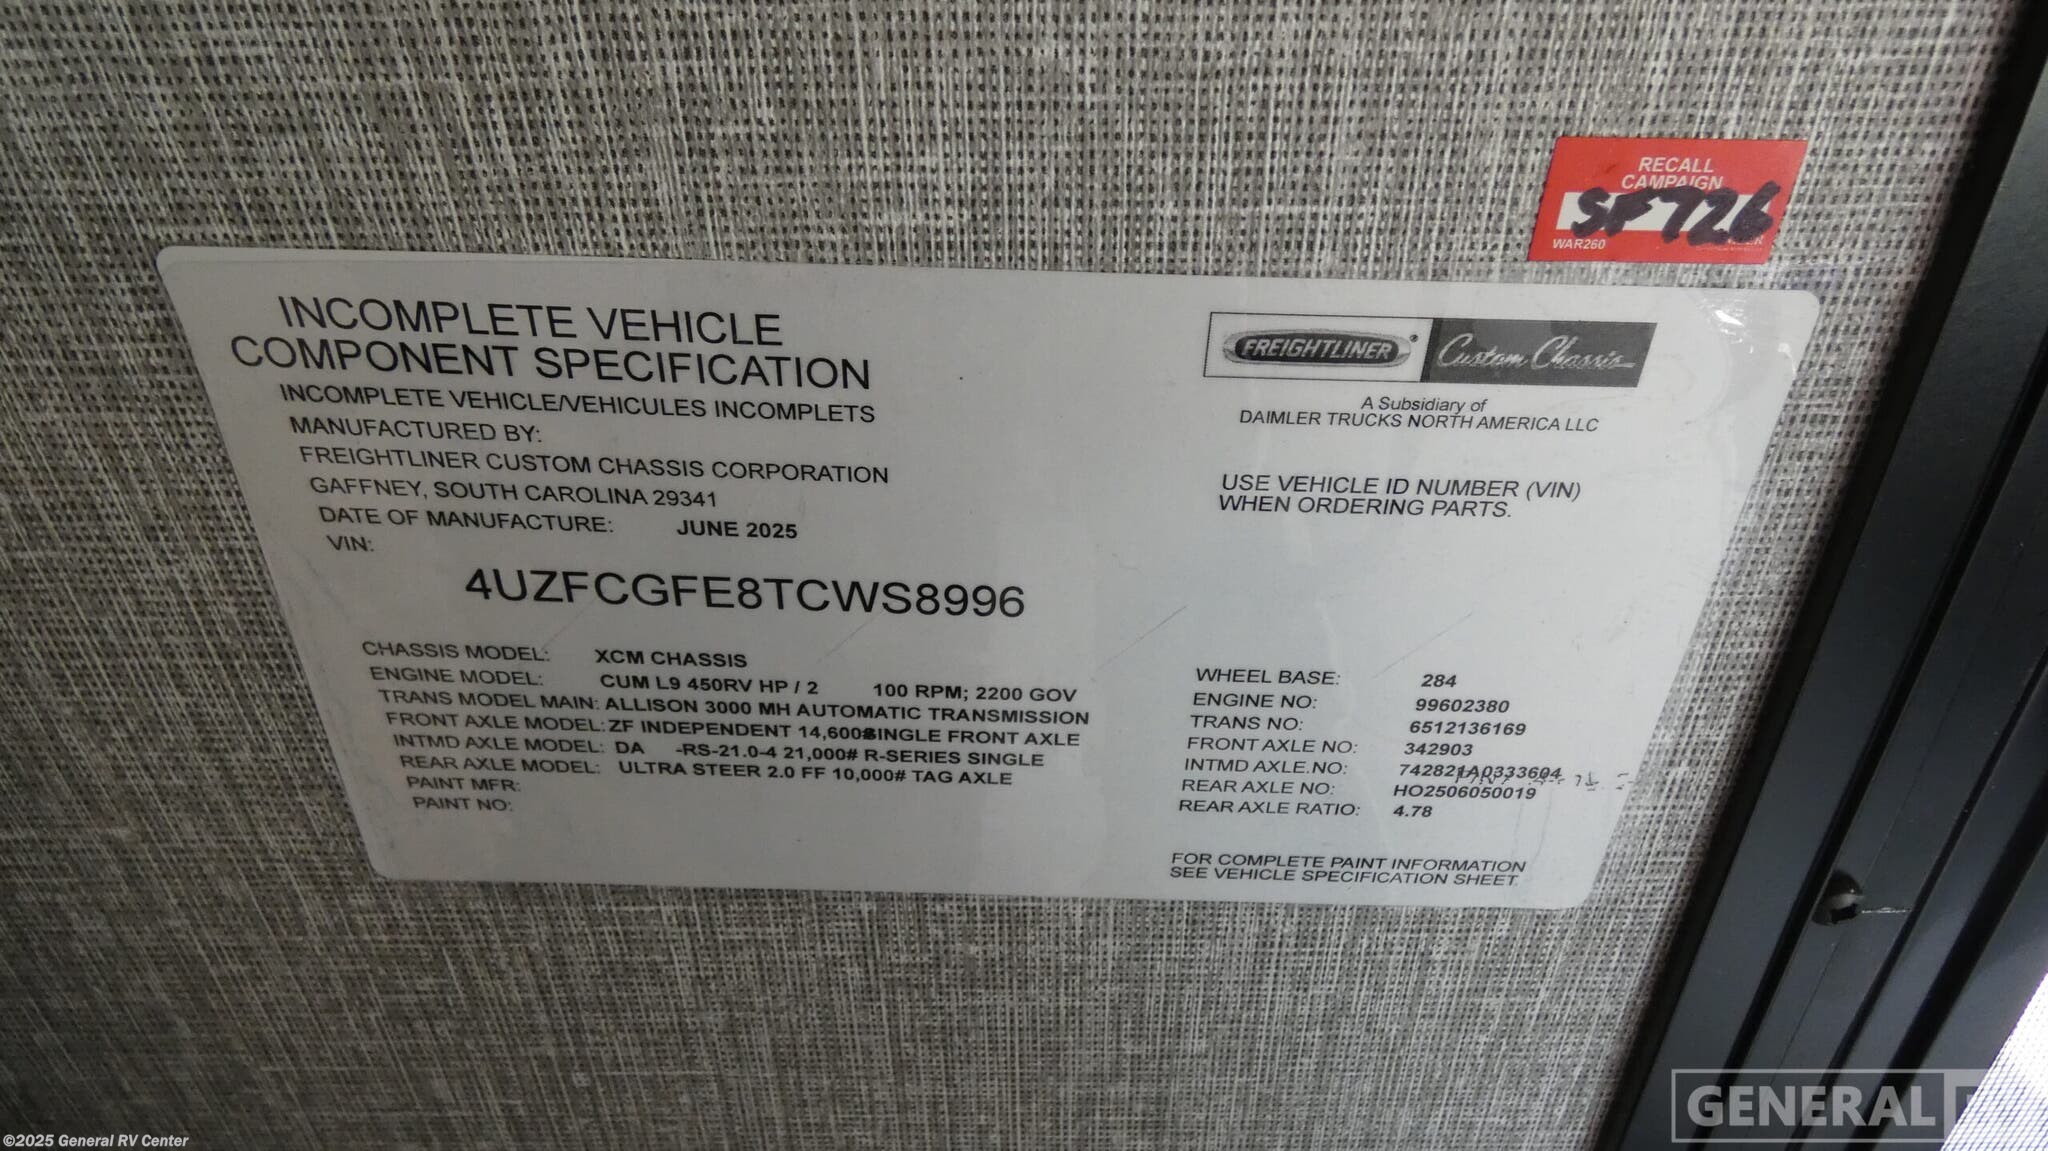 RECALL
CAMPAIGN
SF726
WAR260
INCOMPLETE VEHICLE
COMPONENT SPECIFICATION
INCOMPLETE VEHICLE/VEHICULES INCOMPLETS
MANUFACTURED BY:
FREIGHTLINER CUSTOM CHASSIS CORPORATION
GAFFNEY, SOUTH CAROLINA 29341
DATE OF MANUFACTURE: JUNE 2025
VIN:
4UZFCGFE8TCWS8996
CHASSIS MODEL: XCM CHASSIS
ENGINE MODEL: CUM L9 450RV HP / 2 100 RPM; 2200 GOV
TRANS MODEL MAIN: ALLISON 3000 MH AUTOMATIC TRANSMISSION
FRONT AXLE MODEL: ZF INDEPENDENT 14,600# SINGLE FRONT AXLE
INTMD AXLE MODEL: DA -RS-21.0-4 21,000# R-SERIES SINGLE
REAR AXLE MODEL: ULTRA STEER 2.0 FF 10,000# TAG AXLE
PAINT MFR:
PAINT NO:
FREIGHTLINER® Custom Chassis
A Subsidiary of
DAIMLER TRUCKS NORTH AMERICA LLC
USE VEHICLE ID NUMBER (VIN)
WHEN ORDERING PARTS.
WHEEL BASE: 284
ENGINE NO: 99602380
TRANS NO: 6512136169
FRONT AXLE NO: 342903
INTMD AXLE.NO: 742821A0333604
REAR AXLE NO: HO2506050019
REAR AXLE RATIO: 4.78
FOR COMPLETE PAINT INFORMATION
SEE VEHICLE SPECIFICATION SHEET.
GENERAL
©2025 General RV Center